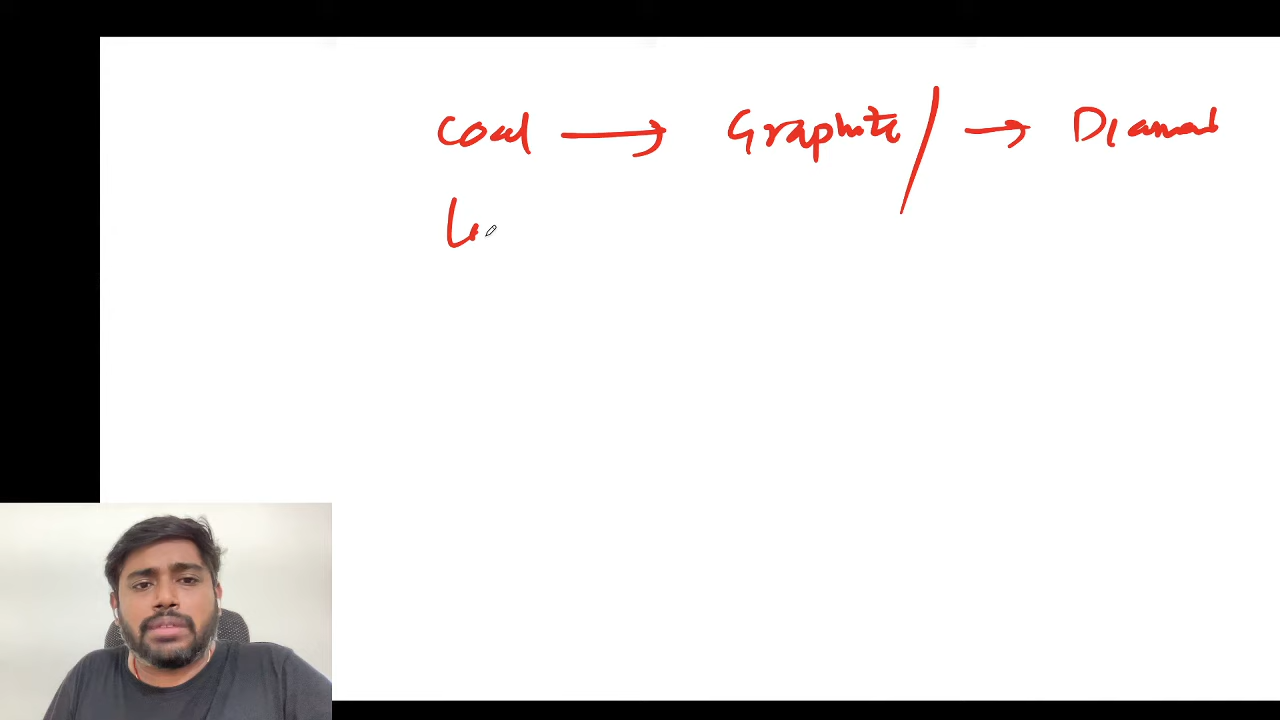 Coal → Graphite / → Diamond